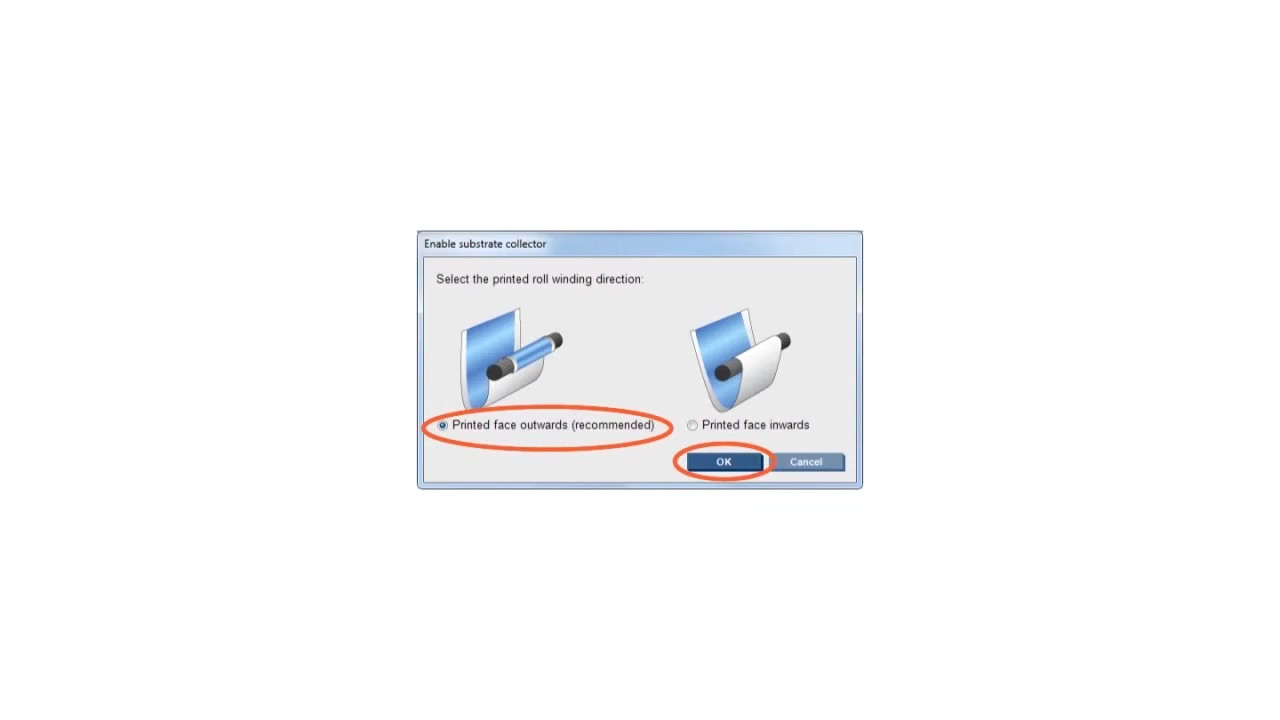 Enable substrate collector
Select the printed roll winding direction:
Printed face outwards (recommended)
Printed face inwards
OK
Cancel